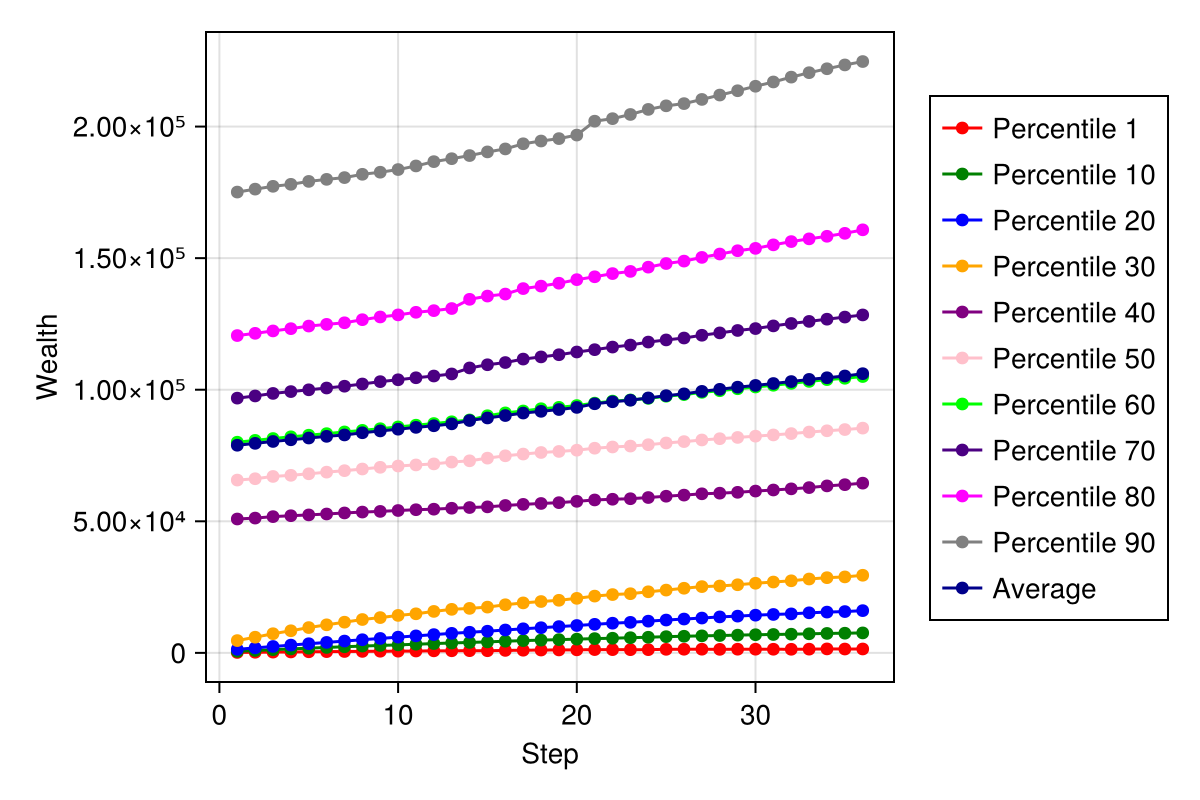 2.00×10⁵
1.50×10⁵
1.00×10⁵
5.00×10⁴
0
Wealth
0 10 20 30
Step
Percentile 1
Percentile 10
Percentile 20
Percentile 30
Percentile 40
Percentile 50
Percentile 60
Percentile 70
Percentile 80
Percentile 90
Average